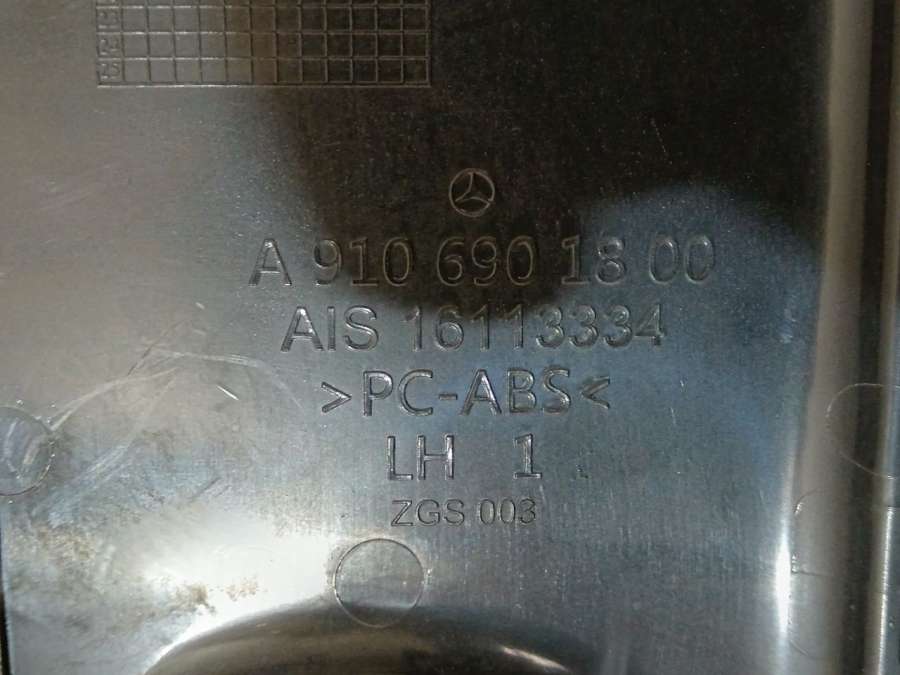 A 910 690 18 00
AIS 16113334
>PC-ABS<
LH 1
ZGS 003